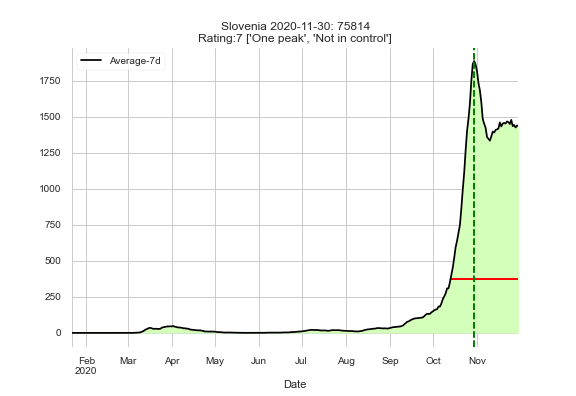 Slovenia 2020-11-30: 75814
Rating:7 ['One peak', 'Not in control']
Average-7d
1750
1500
1250
1000
750
500
250
0
Feb Mar Apr May Jun Jul Aug Sep Oct Nov
2020
Date